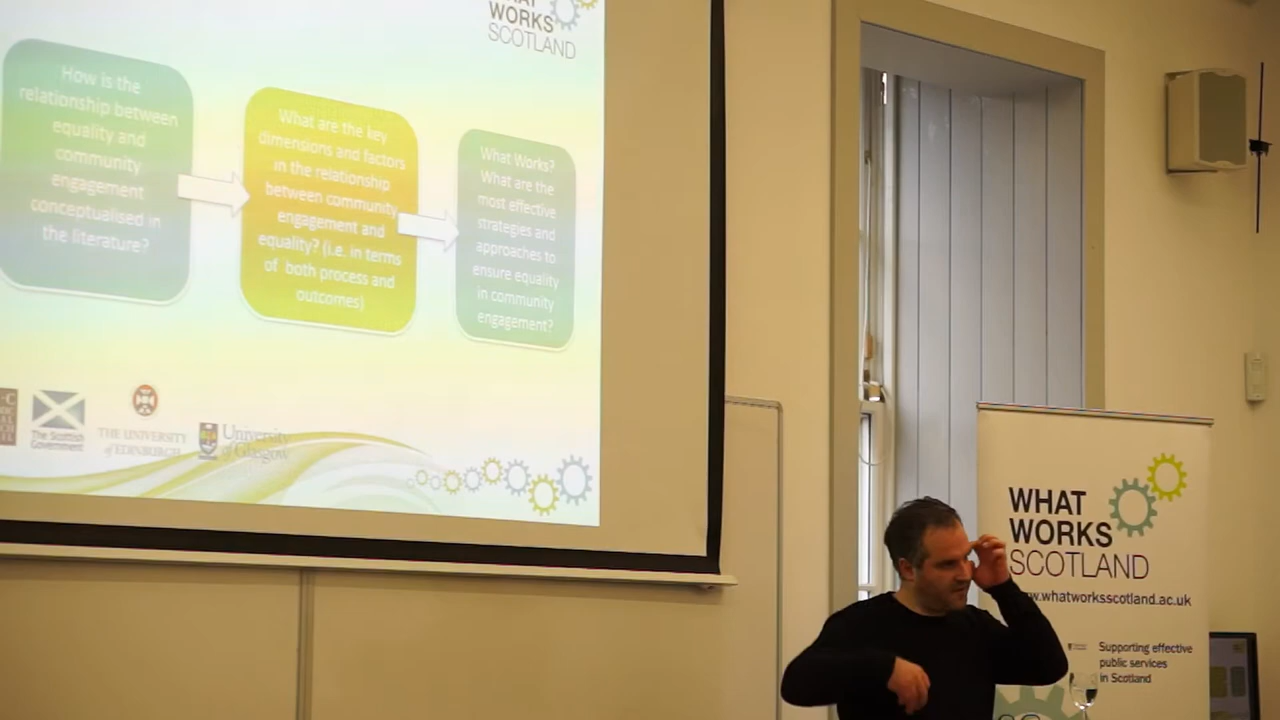 WORKS
SCOTLAND
How is the
relationship between
equality and
community
engagement
conceptualised in
the literature?
What are the key
dimensions and factors
in the relationship
between community
engagement and
equality? (i.e. in terms
of both process and
outcomes)
What Works?
What are the
most effective
strategies and
approaches to
ensure equality
in community
engagement?
The Scottish
Government
THE UNIVERSITY
of EDINBURGH
University
of Glasgow
WHAT
WORKS
SCOTLAND
www.whatworksscotland.ac.uk
Supporting effective
public services
in Scotland